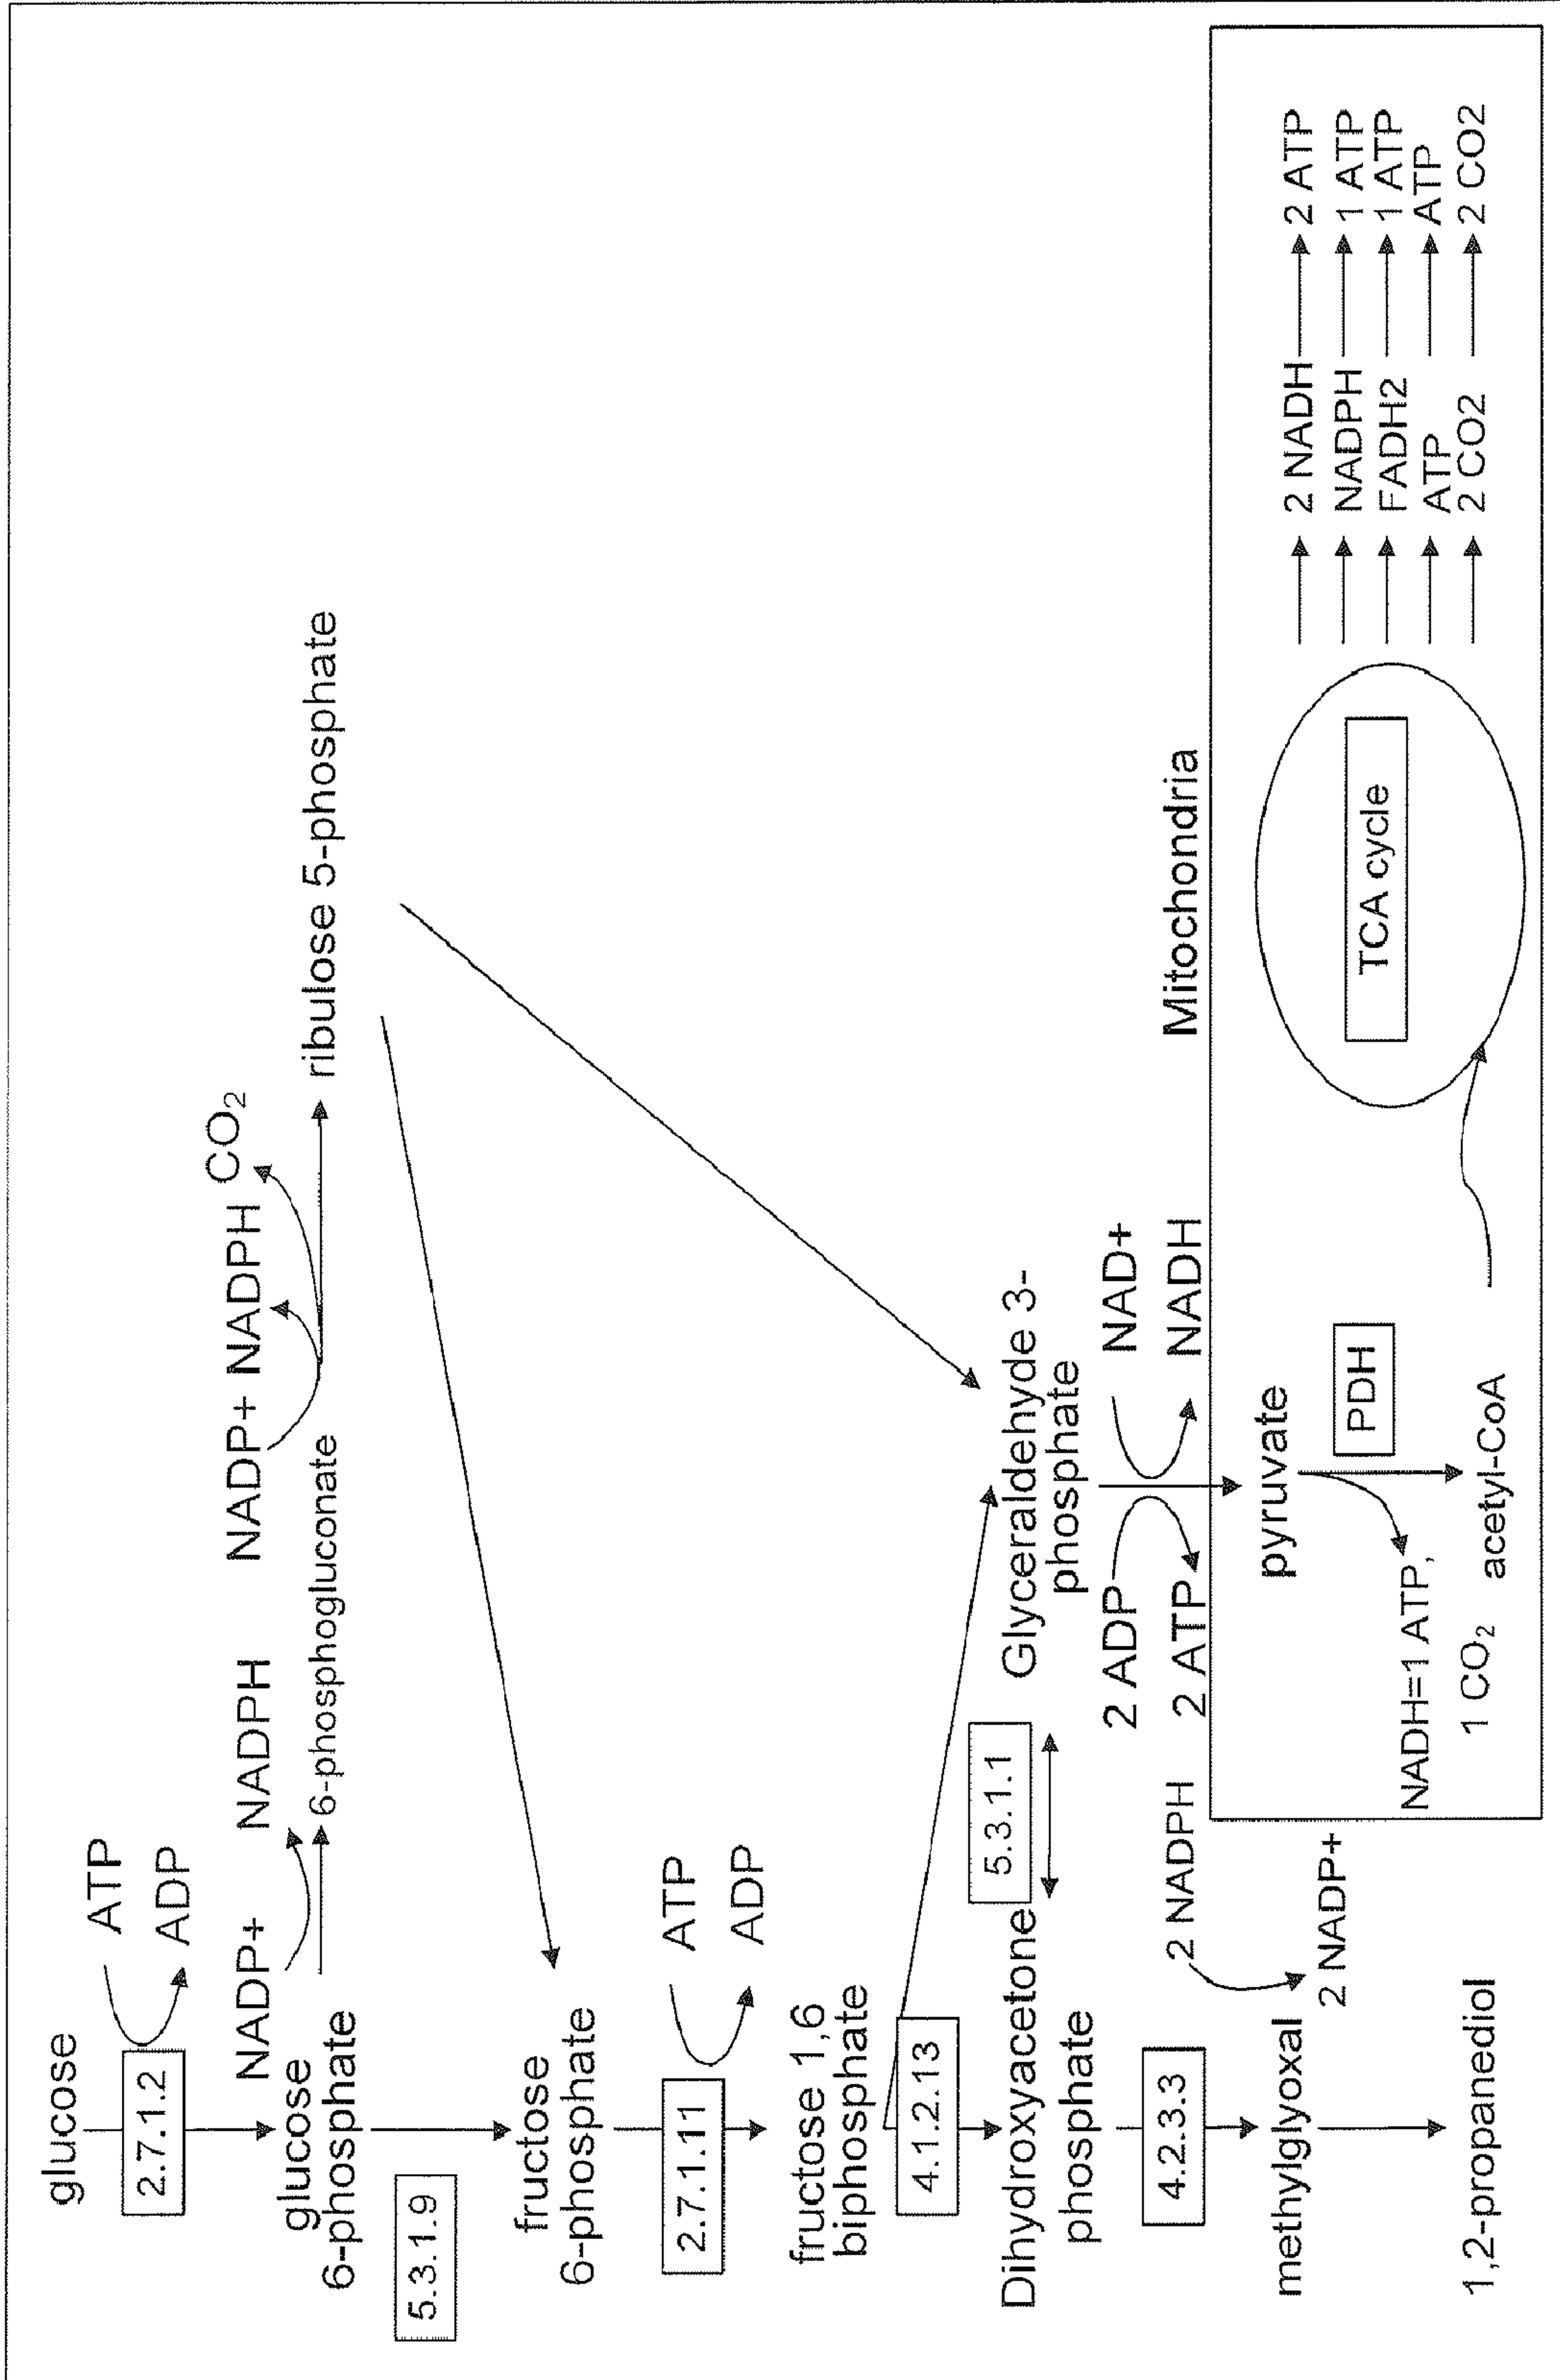 glucose
2.7.1.2
ATP
ADP
NADP+
NADPH
NADP+ NADPH
CO2
glucose
6-phosphate
6-phosphogluconate
ribulose 5-phosphate
5.3.1.9
fructose
6-phosphate
2.7.1.11
ATP
ADP
fructose 1,6
biphosphate
4.1.2.13
Dihydroxyacetone
phosphate
5.3.1.1
Glyceraldehyde 3-
phosphate
2 ADP
2 ATP
NAD+
NADH
4.2.3.3
2 NADPH
2 NADP+
methylglyoxal
1,2-propanediol
Mitochondria
pyruvate
PDH
NADH=1 ATP,
1 CO2
acetyl-CoA
TCA cycle
2 NADH
2 ATP
NADPH
1 ATP
FADH2
1 ATP
ATP
ATP
2 CO2
2 CO2